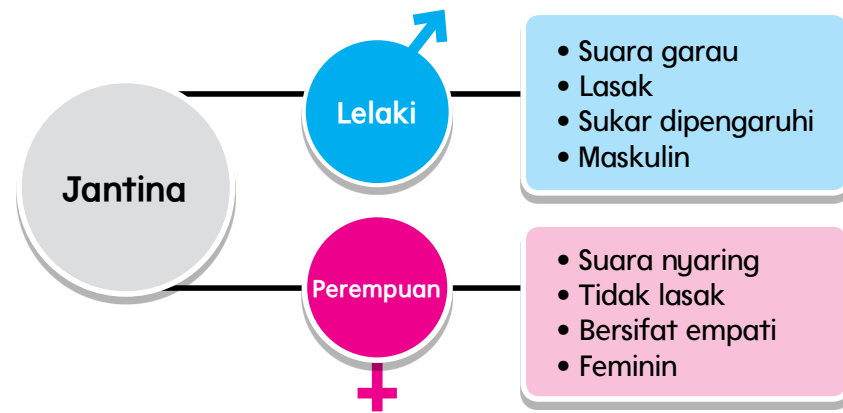 Jantina
Lelaki
• Suara garau
• Lasak
• Sukar dipengaruhi
• Maskulin
Perempuan
• Suara nyaring
• Tidak lasak
• Bersifat empati
• Feminin